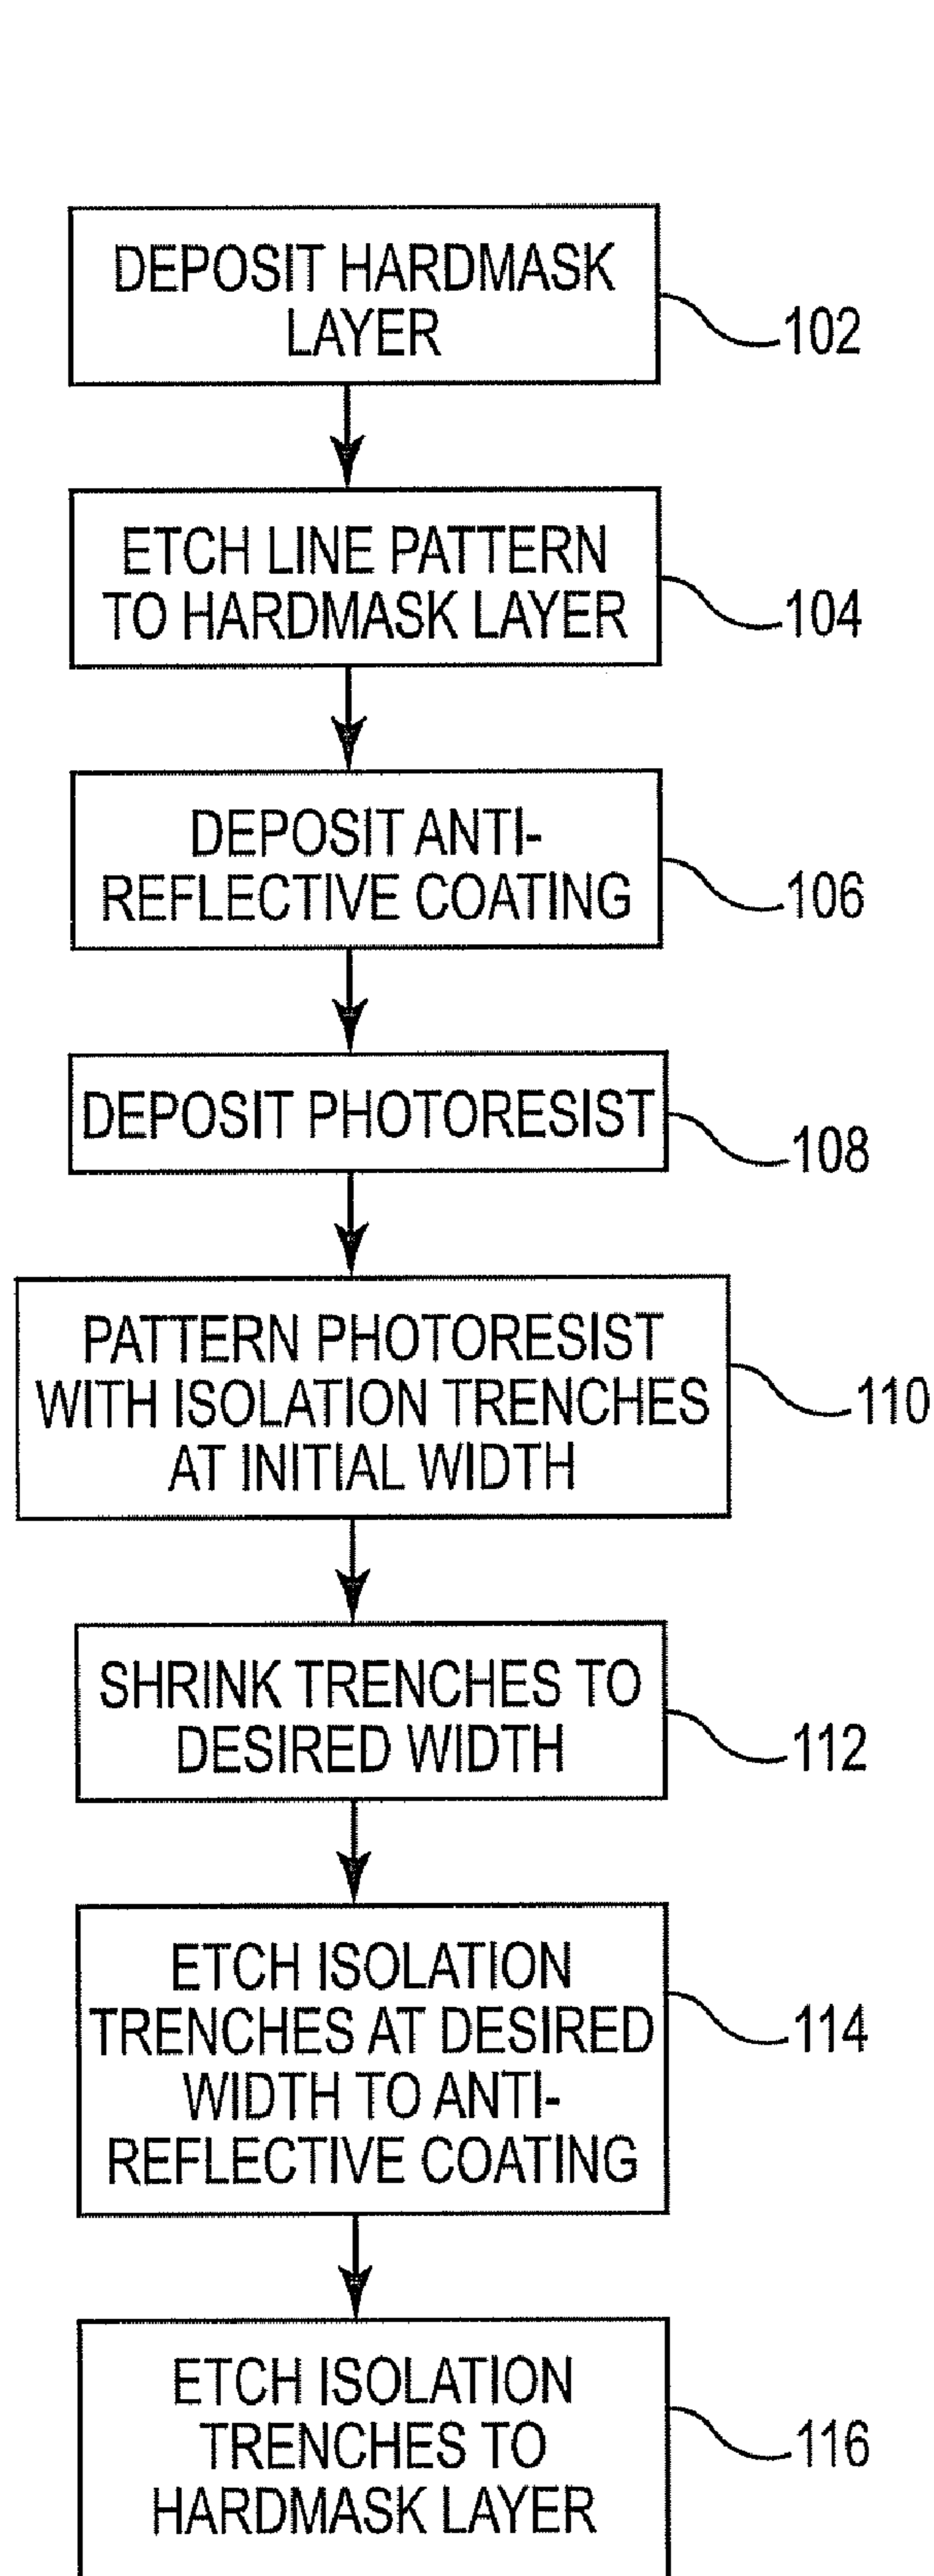 DEPOSIT HARDMASK
LAYER
102
ETCH LINE PATTERN
TO HARDMASK LAYER
104
DEPOSIT ANTI-
REFLECTIVE COATING
106
DEPOSIT PHOTORESIST
108
PATTERN PHOTORESIST
WITH ISOLATION TRENCHES
AT INITIAL WIDTH
110
SHRINK TRENCHES TO
DESIRED WIDTH
112
ETCH ISOLATION
TRENCHES AT DESIRED
WIDTH TO ANTI-
REFLECTIVE COATING
114
ETCH ISOLATION
TRENCHES TO
HARDMASK LAYER
116